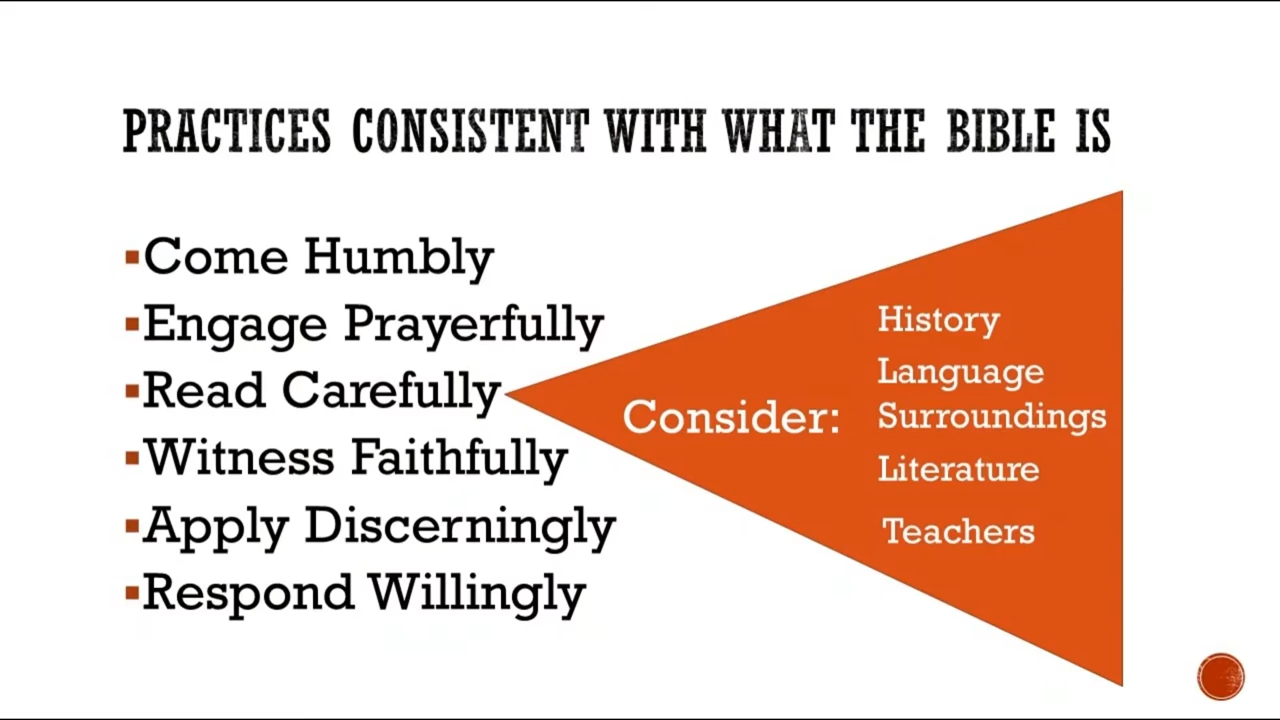 PRACTICES CONSISTENT WITH WHAT THE BIBLE IS
▪Come Humbly
▪Engage Prayerfully
▪Read Carefully
▪Witness Faithfully
▪Apply Discerningly
▪Respond Willingly
Consider:
History
Language
Surroundings
Literature
Teachers